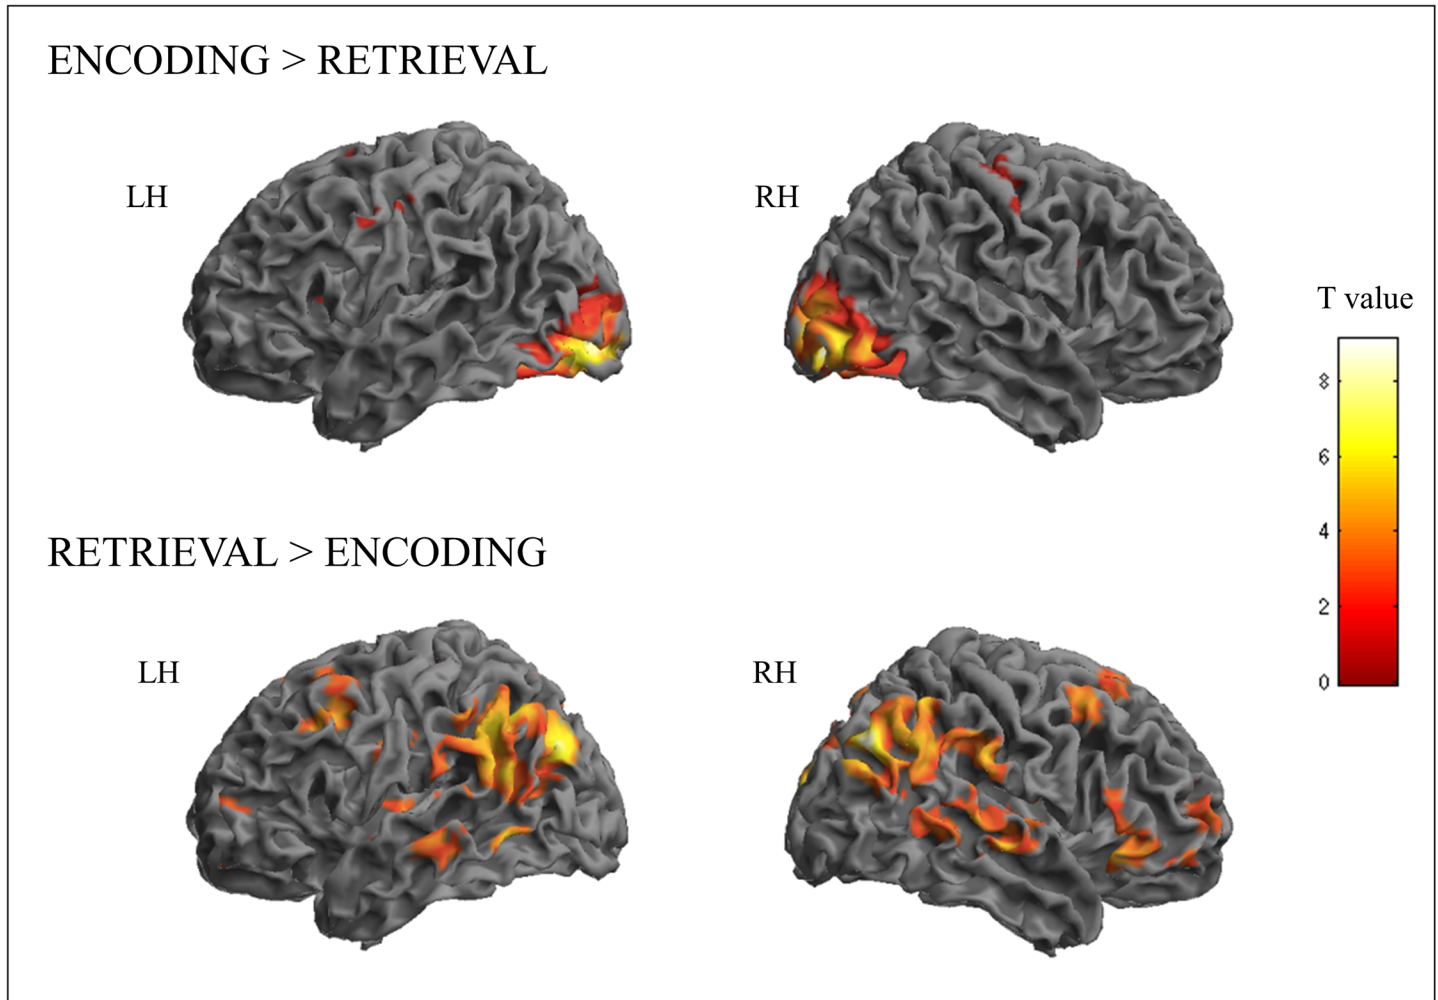 ENCODING > RETRIEVAL
LH
RH
T value
8
6
4
2
0
RETRIEVAL > ENCODING
LH
RH